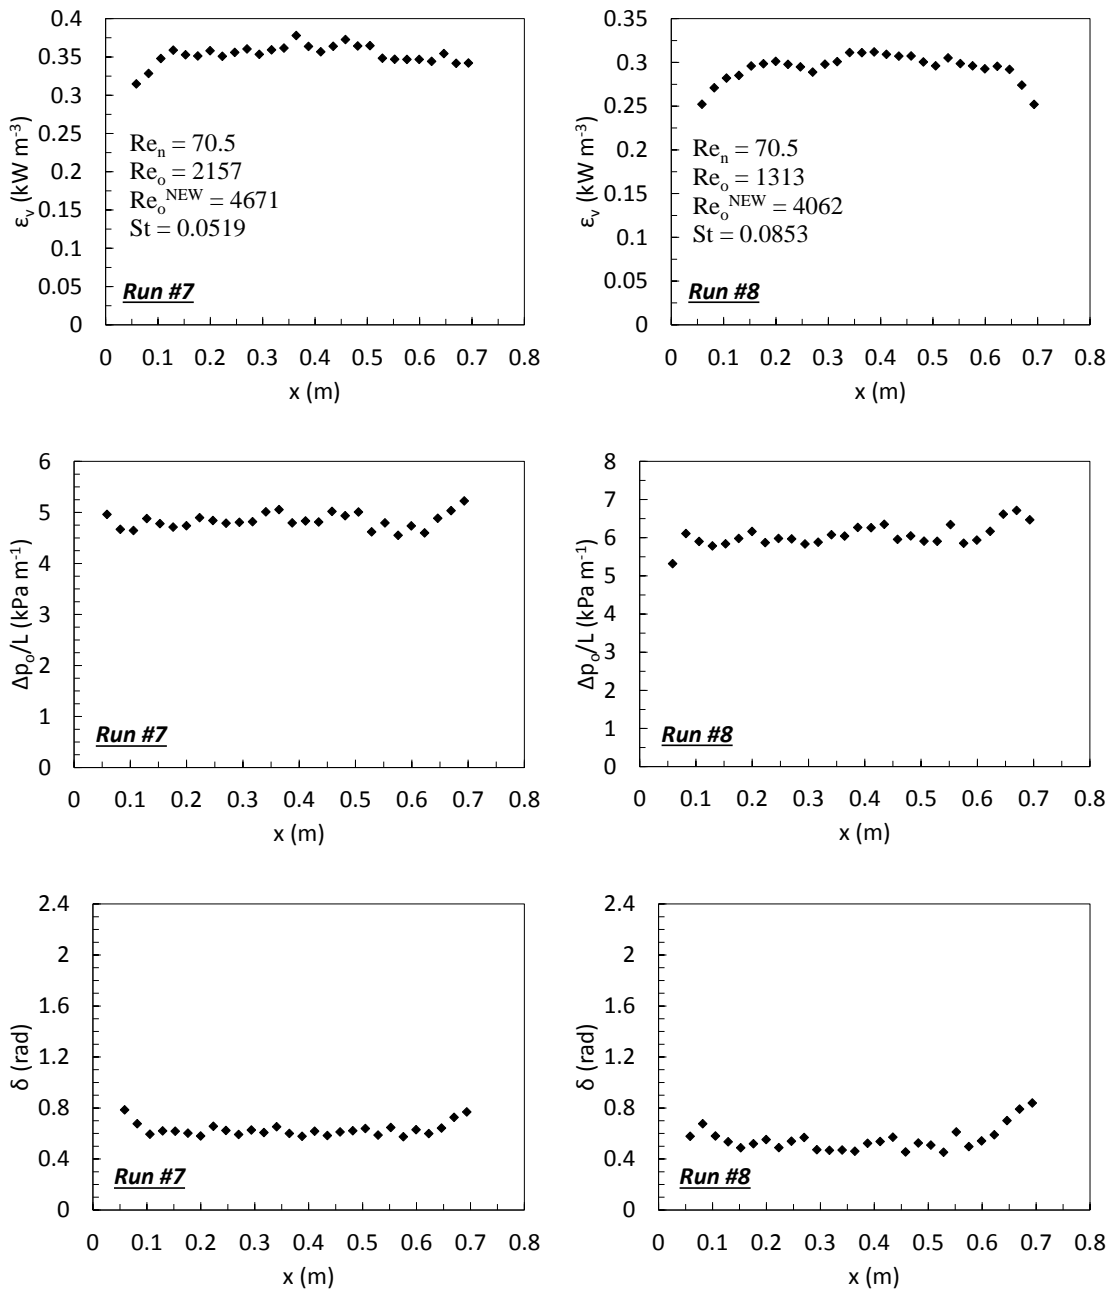 0.4
0.35
0.3
0.25
0.2
0.15
0.1
0.05
0
εv (kW m-3)
Ren = 70.5
Reo = 2157
ReoNEW = 4671
St = 0.0519
Run #7
0 0.1 0.2 0.3 0.4 0.5 0.6 0.7 0.8
x (m)
0.35
0.3
0.25
0.2
0.15
0.1
0.05
0
εv (kW m-3)
Ren = 70.5
Reo = 1313
ReoNEW = 4062
St = 0.0853
Run #8
0 0.1 0.2 0.3 0.4 0.5 0.6 0.7 0.8
x (m)
6
5
4
3
2
1
0
Δpo/L (kPa m-1)
Run #7
0 0.1 0.2 0.3 0.4 0.5 0.6 0.7 0.8
x (m)
8
7
6
5
4
3
2
1
0
Δpo/L (kPa m-1)
Run #8
0 0.1 0.2 0.3 0.4 0.5 0.6 0.7 0.8
x (m)
2.4
2
1.6
1.2
0.8
0.4
0
δ (rad)
Run #7
0 0.1 0.2 0.3 0.4 0.5 0.6 0.7 0.8
x (m)
2.4
2
1.6
1.2
0.8
0.4
0
δ (rad)
Run #8
0 0.1 0.2 0.3 0.4 0.5 0.6 0.7 0.8
x (m)